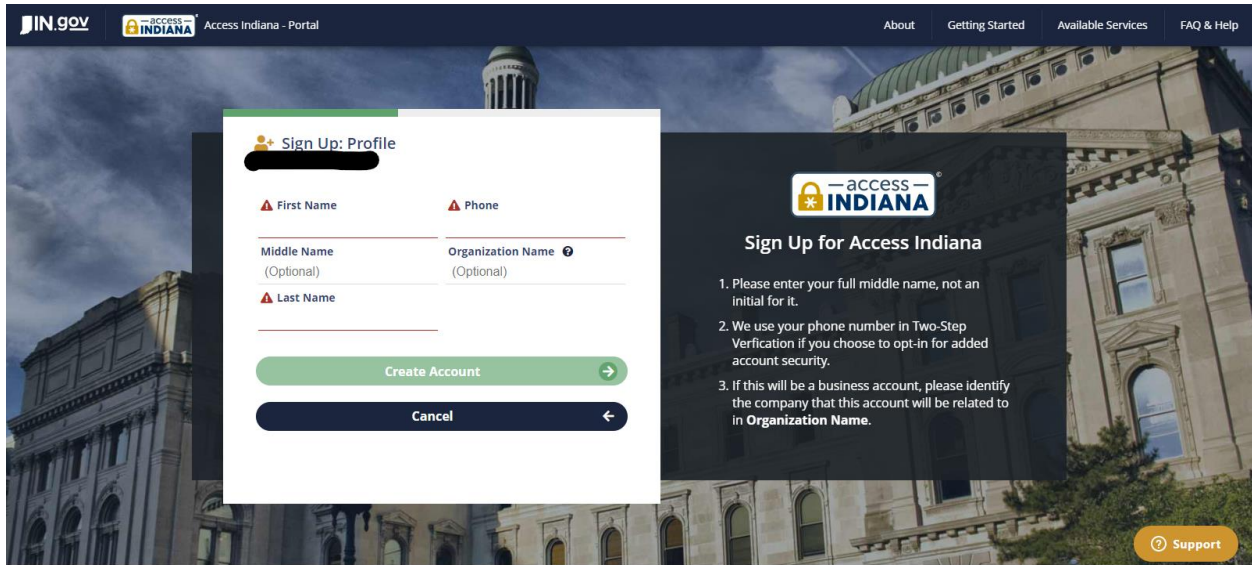 IN.gov
access INDIANA
Access Indiana - Portal
About
Getting Started
Available Services
FAQ & Help
Sign Up: Profile
First Name
Phone
Middle Name
Organization Name
(Optional)
(Optional)
Last Name
Create Account
Cancel
access
INDIANA
Sign Up for Access Indiana
1. Please enter your full middle name, not an
initial for it.
2. We use your phone number in Two-Step
Verfication if you choose to opt-in for added
account security.
3. If this will be a business account, please identify
the company that this account will be related to
in Organization Name.
Support